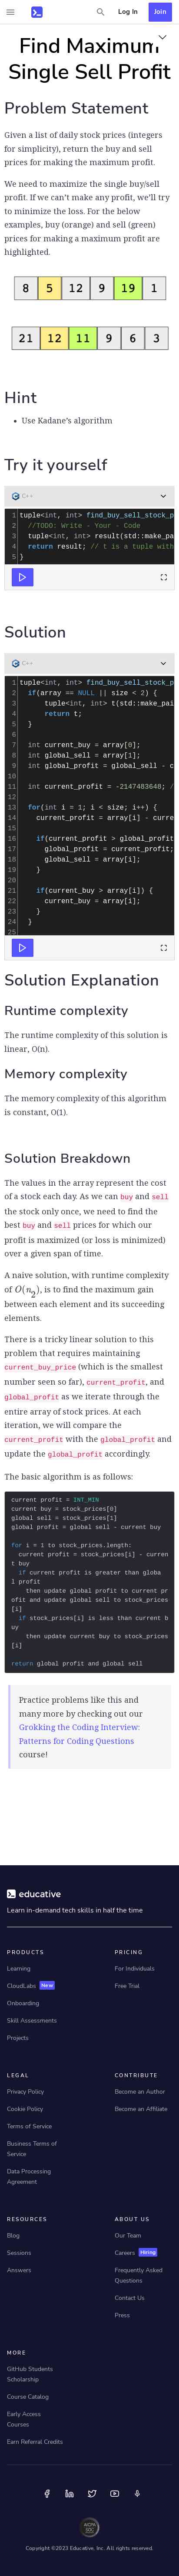 Log In
Join
Find Maximum
Single Sell Profit
Problem Statement
Given a list of daily stock prices (integers
for simplicity), return the buy and sell
prices for making the maximum profit.
We need to maximize the single buy/sell
profit. If we can’t make any profit, we’ll try
to minimize our loss. For the below
examples, buy (orange) and sell (green)
prices for making a maximum profit are
highlighted.
8 5 12 9 19 1
21 12 11 9 6 3
Hint
• Use Kadane’s algorithm
Try it yourself
C++
1 tuple<int, int> find_buy_sell_stock_p
2 //TODO: Write - Your - Code
3 tuple<int, int> result(std::make_pa
4 return result; // t is a tuple with
5 }
Solution
C++
1 tuple<int, int> find_buy_sell_stock_p
2 if(array == NULL || size < 2) {
3 tuple<int, int> t(std::make_pair(
4 return t;
5 }
6
7 int current_buy = array[0];
8 int global_sell = array[1];
9 int global_profit = global_sell - c
10
11 int current_profit = -2147483648; /
12
13 for(int i = 1; i < size; i++) {
14 current_profit = array[i] - curre
15
16 if(current_profit > global_profit
17 global_profit = current_profit;
18 global_sell = array[i];
19 }
20
21 if(current_buy > array[i]) {
22 current_buy = array[i];
23 }
24 }
25
Solution Explanation
Runtime complexity
The runtime complexity of this solution is
linear, O(n).
Memory complexity
The memory complexity of this algorithm
is constant, O(1).
Solution Breakdown
The values in the array represent the cost
of a stock each day. As we can buy and sell
the stock only once, we need to find the
best buy and sell prices for which our
profit is maximized (or loss is minimized)
over a given span of time.
A naive solution, with runtime complexity
of O(n2), is to find the maximum gain
between each element and its succeeding
elements.
There is a tricky linear solution to this
problem that requires maintaining
current_buy_price (which is the smallest
number seen so far), current_profit, and
global_profit as we iterate through the
entire array of stock prices. At each
iteration, we will compare the
current_profit with the global_profit and
update the global_profit accordingly.
The basic algorithm is as follows:
current profit = INT_MIN
current buy = stock_prices[0]
global sell = stock_prices[1]
global profit = global sell - current buy
for i = 1 to stock_prices.length:
current profit = stock_prices[i] - curren
t buy
if current profit is greater than globa
l profit
then update global profit to current pr
ofit and update global sell to stock_prices
[i]
if stock_prices[i] is less than current b
uy
then update current buy to stock_prices
[i]
return global profit and global sell
Practice problems like this and
many more by checking out our
Grokking the Coding Interview:
Patterns for Coding Questions
course!
educative
Learn in-demand tech skills in half the time
PRODUCTS
Learning
CloudLabs New
Onboarding
Skill Assessments
Projects
PRICING
For Individuals
Free Trial
LEGAL
Privacy Policy
Cookie Policy
Terms of Service
Business Terms of
Service
Data Processing
Agreement
CONTRIBUTE
Become an Author
Become an Affiliate
RESOURCES
Blog
Sessions
Answers
ABOUT US
Our Team
Careers Hiring
Frequently Asked
Questions
Contact Us
Press
MORE
GitHub Students
Scholarship
Course Catalog
Early Access
Courses
Earn Referral Credits
AICPA
SOC
Copyright ©2023 Educative, Inc. All rights reserved.